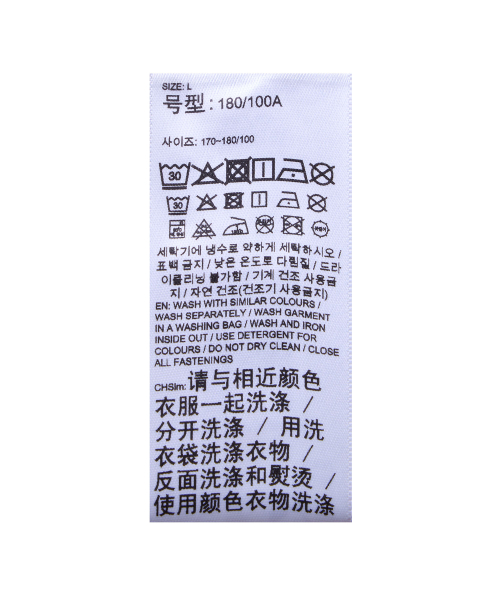 SIZE: L
号型: 180/100A
사이즈: 170~180/100
30
30
세탁기에 냉수로 약하게 세탁하시오 /
표백 금지 / 낮은 온도로 다림질 / 드라
이클리닝 불가함 / 기계 건조 사용금
지 / 자연 건조(건조기 사용금지)
EN: WASH WITH SIMILAR COLOURS /
WASH SEPARATELY / WASH GARMENT
IN A WASHING BAG / WASH AND IRON
INSIDE OUT / USE DETERGENT FOR
COLOURS / DO NOT DRY CLEAN / CLOSE
ALL FASTENINGS
CHSim: 请与相近颜色
衣服一起洗涤 /
分开洗涤 / 用洗
衣袋洗涤衣物 /
反面洗涤和熨烫 /
使用颜色衣物洗涤